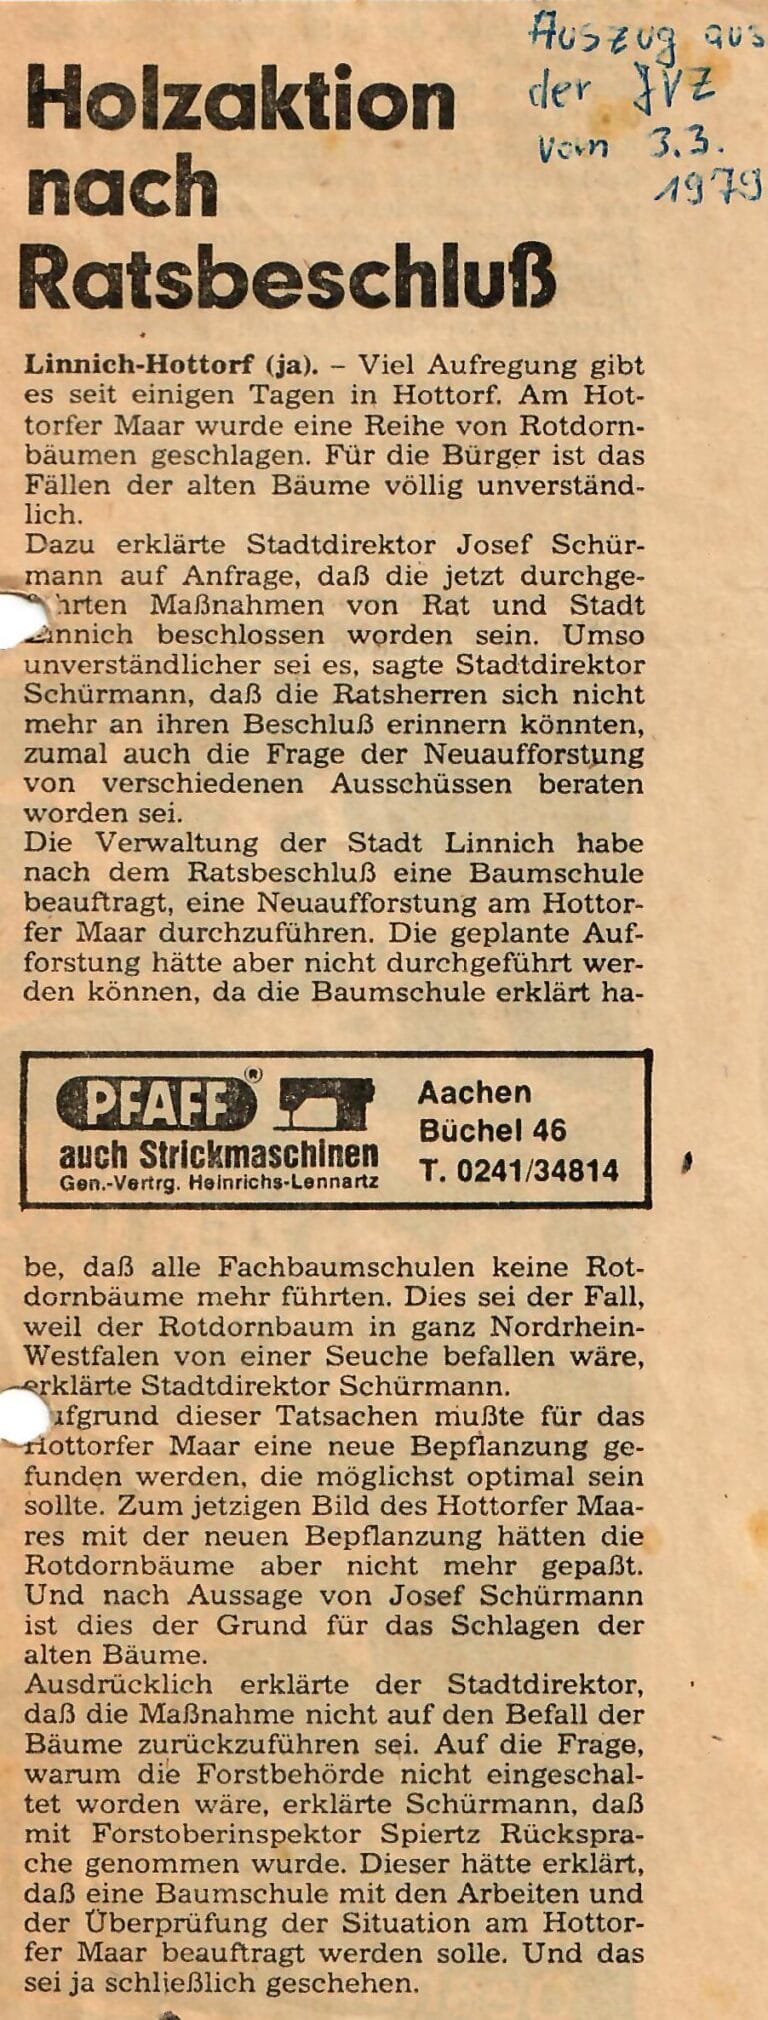 Auszug aus
der JVZ
vom 3.3.
1979
Holzaktion
nach
Ratsbeschluß
Linnich-Hottorf (ja). – Viel Aufregung gibt
es seit einigen Tagen in Hottorf. Am Hot-
torfer Maar wurde eine Reihe von Rotdorn-
bäumen geschlagen. Für die Bürger ist das
Fällen der alten Bäume völlig unverständ-
lich.
Dazu erklärte Stadtdirektor Josef Schür-
mann auf Anfrage, daß die jetzt durchge-
hrten Maßnahmen von Rat und Stadt
innich beschlossen worden sein. Umso
unverständlicher sei es, sagte Stadtdirektor
Schürmann, daß die Ratsherren sich nicht
mehr an ihren Beschluß erinnern könnten,
zumal auch die Frage der Neuaufforstung
von verschiedenen Ausschüssen beraten
worden sei.
Die Verwaltung der Stadt Linnich habe
nach dem Ratsbeschluß eine Baumschule
beauftragt, eine Neuaufforstung am Hottor-
fer Maar durchzuführen. Die geplante Auf-
forstung hätte aber nicht durchgeführt wer-
den können, da die Baumschule erklärt ha-
PFAFF ®
auch Strickmaschinen
Gen.-Vertrg. Heinrichs-Lennartz
Aachen
Büchel 46
T. 0241/34814
be, daß alle Fachbaumschulen keine Rot-
dornbäume mehr führten. Dies sei der Fall,
weil der Rotdornbaum in ganz Nordrhein-
Westfalen von einer Seuche befallen wäre,
erklärte Stadtdirektor Schürmann.
ufgrund dieser Tatsachen mußte für das
Hottorfer Maar eine neue Bepflanzung ge-
funden werden, die möglichst optimal sein
sollte. Zum jetzigen Bild des Hottorfer Maa-
res mit der neuen Bepflanzung hätten die
Rotdornbäume aber nicht mehr gepaßt.
Und nach Aussage von Josef Schürmann
ist dies der Grund für das Schlagen der
alten Bäume.
Ausdrücklich erklärte der Stadtdirektor,
daß die Maßnahme nicht auf den Befall der
Bäume zurückzuführen sei. Auf die Frage,
warum die Forstbehörde nicht eingeschal-
tet worden wäre, erklärte Schürmann, daß
mit Forstoberinspektor Spiertz Rückspra-
che genommen wurde. Dieser hätte erklärt,
daß eine Baumschule mit den Arbeiten und
der Überprüfung der Situation am Hottor-
fer Maar beauftragt werden solle. Und das
sei ja schließlich geschehen.